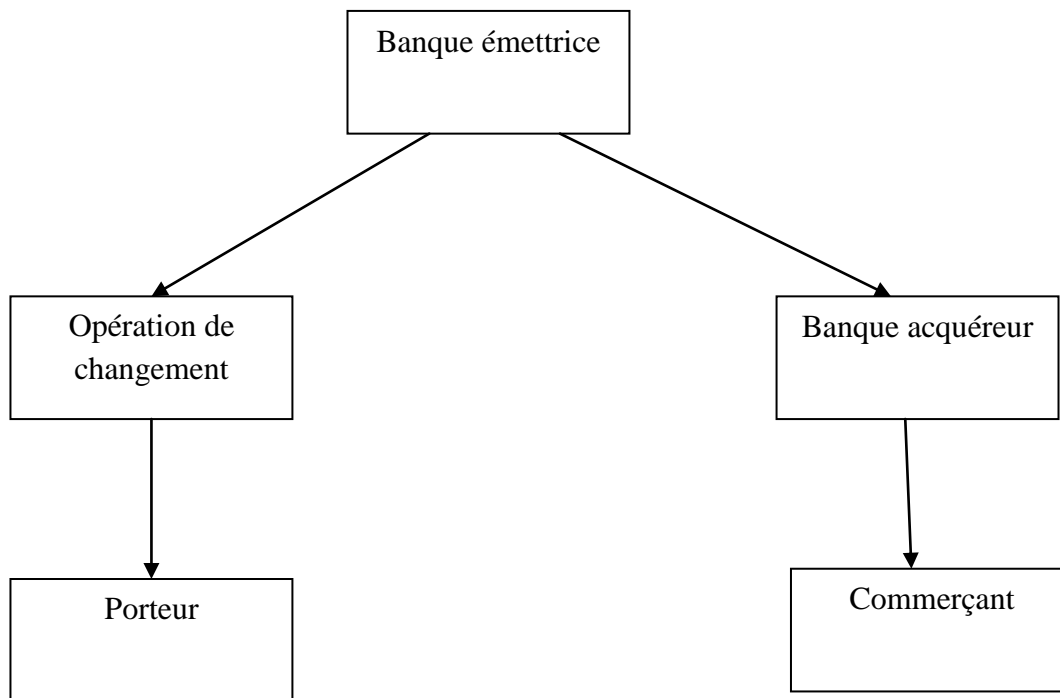 Banque émettrice
Opération de
changement
Banque acquéreur
Porteur
Commerçant